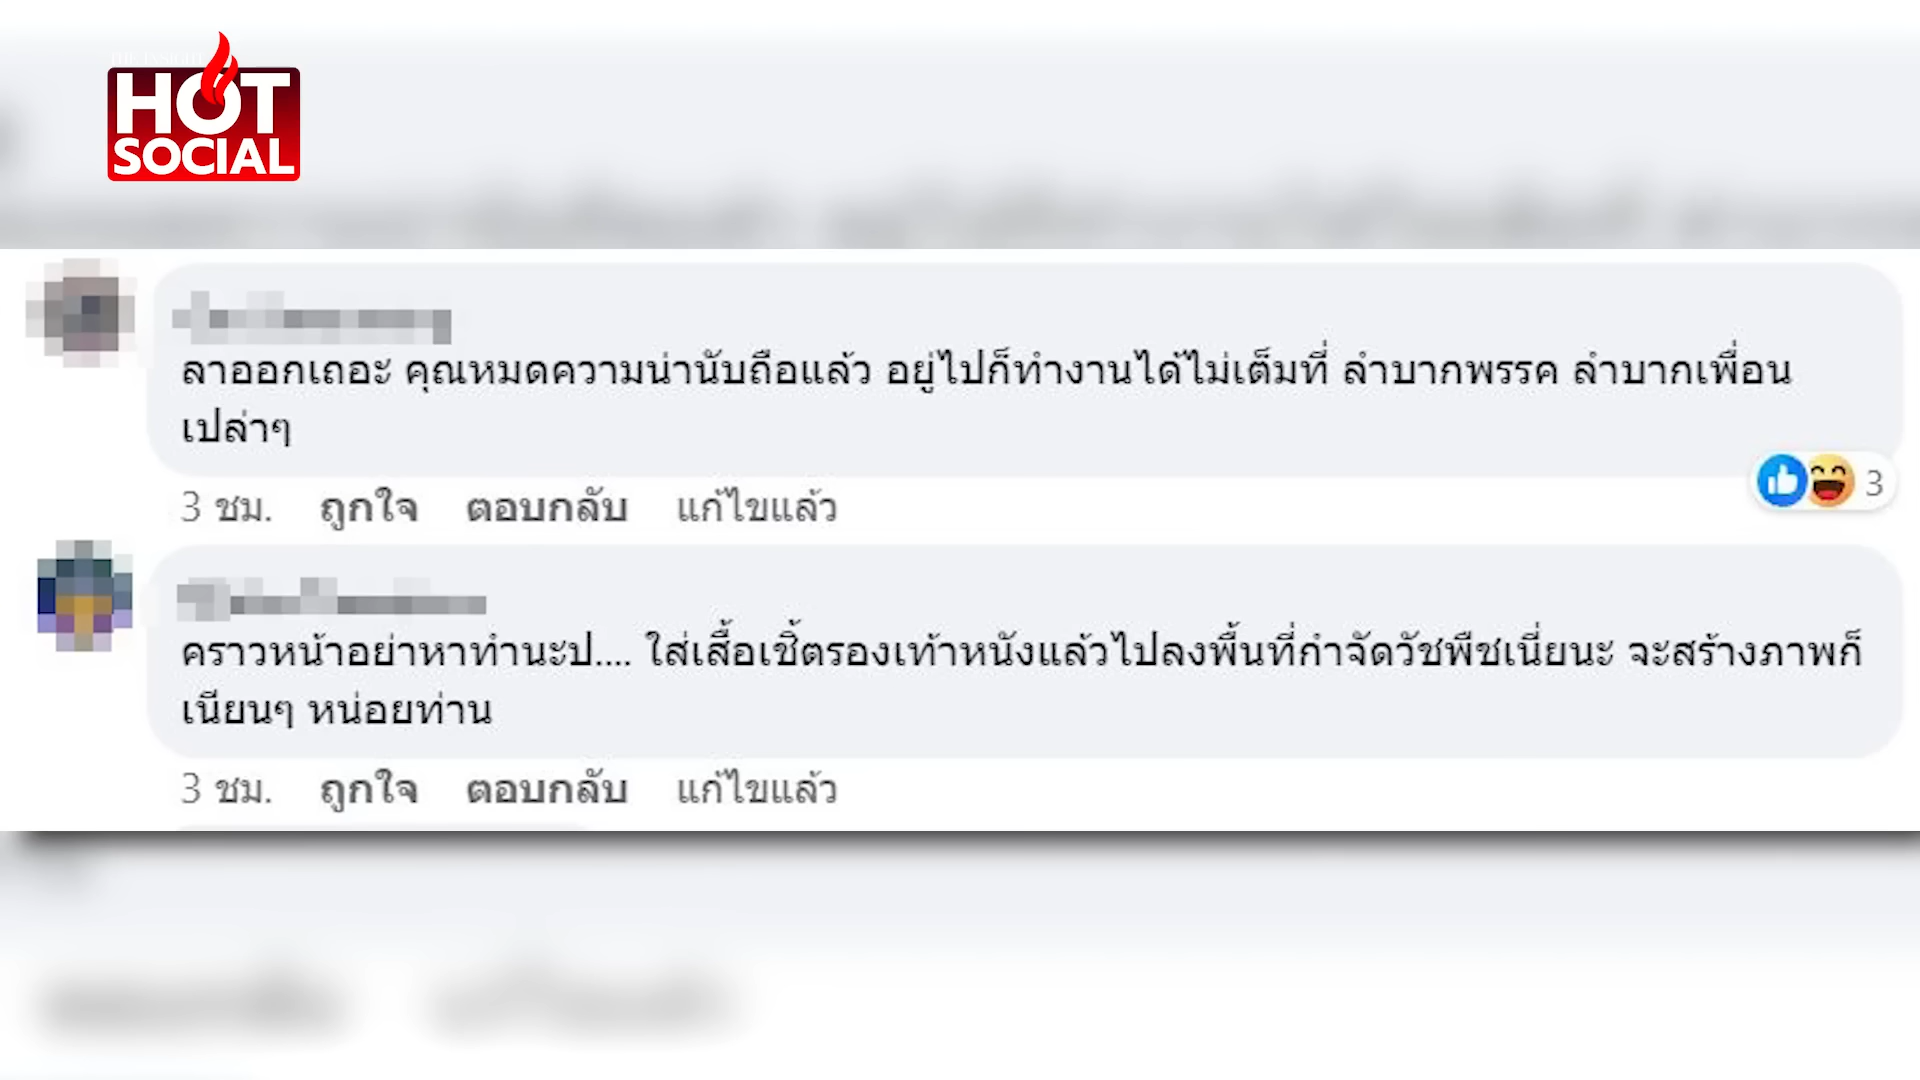 HOT
SOCIAL
ลาออกเถอะ คุณหมดความน่านับถือแล้ว อยู่ไปก็ทำงานได้ไม่เต็มที่ ลำบากพรรค ลำบากเพื่อน
เปล่าๆ
3
3 ชม. ถูกใจ ตอบกลับ แก้ไขแล้ว
คราวหน้าอย่าหาทำนะป.... ใส่เสื้อเชิ้ตรองเท้าหนังแล้วไปลงพื้นที่กำจัดวัชพืชเนี่ยนะ จะสร้างภาพก็
เนียนๆ หน่อยท่าน
3 ชม. ถูกใจ ตอบกลับ แก้ไขแล้ว